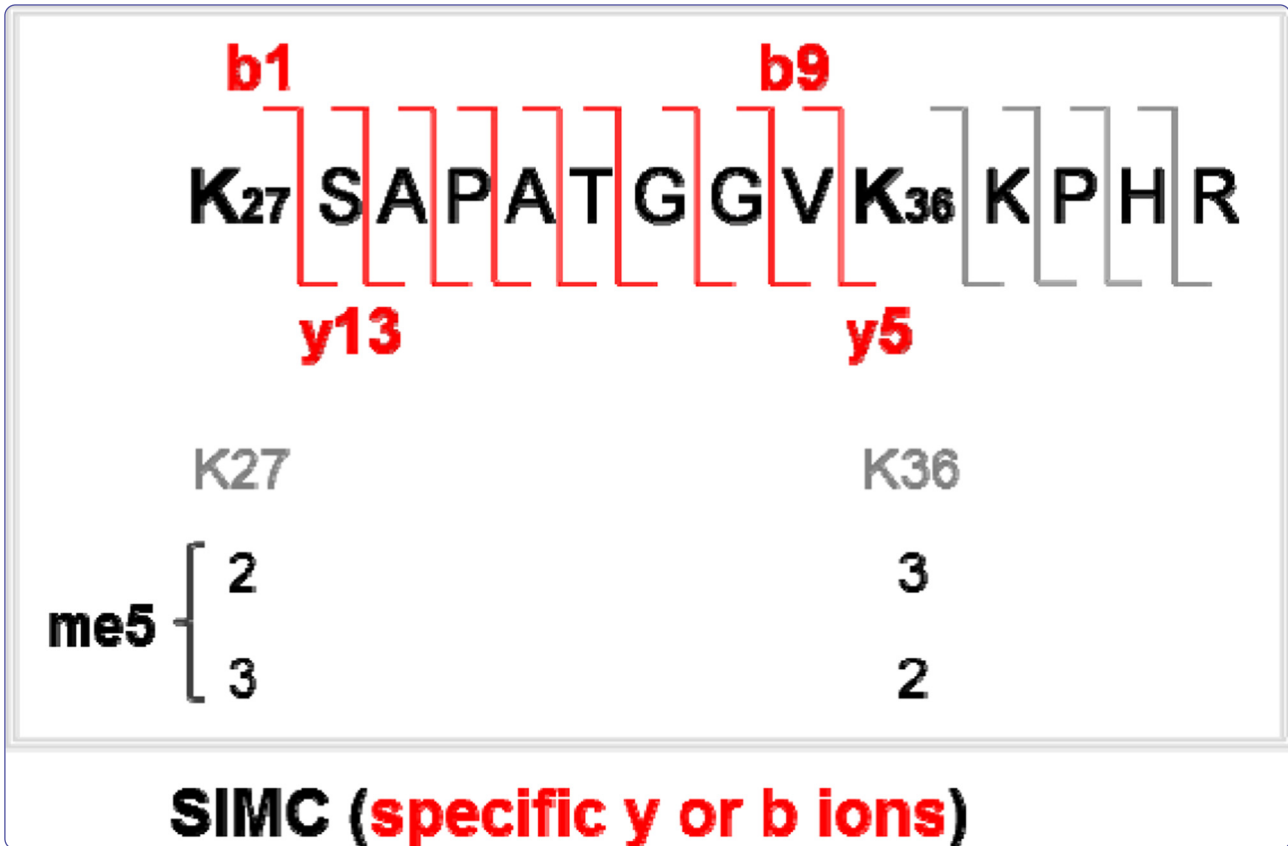 b1 b9
K27 S A P A T G G V K36 K P H R
y13 y5
K27 K36
2 3
me5
3 2
SIMC (specific y or b ions)